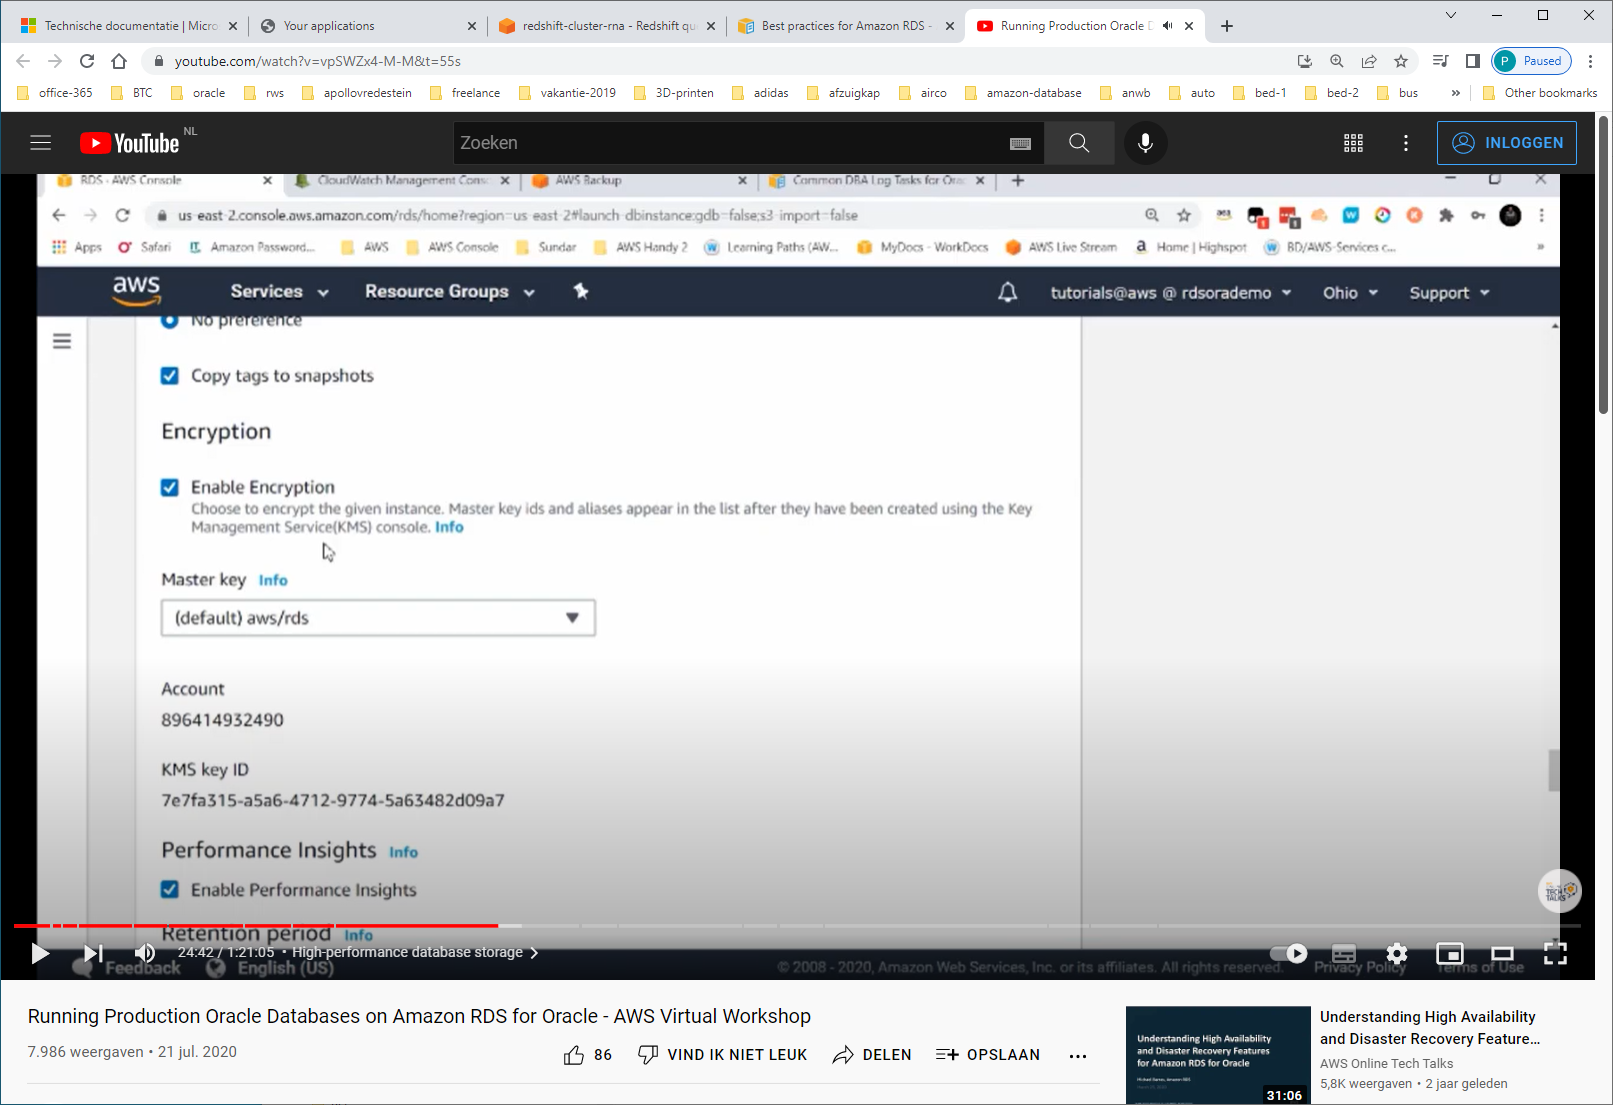 Technische documentatie | Micro
Your applications
redshift-cluster-rna - Redshift qu
Best practices for Amazon RDS -
Running Production Oracle D
youtube.com/watch?v=vpSWZx4-M-M&t=55s
P Paused
office-365
BTC
oracle
rws
apollovredestein
freelance
vakantie-2019
3D-printen
adidas
afzuigkap
airco
amazon-database
anwb
auto
bed-1
bed-2
bus
»
Other bookmarks
YouTube NL
Zoeken
INLOGGEN
RDS - AWS Console
CloudWatch Management Cons
AWS Backup
Common DBA Log Tasks for Ora
us-east-2.console.aws.amazon.com/rds/home?region=us-east-2#launch-dbinstance:gdb=false;s3-import=false
Apps
Safari
Amazon Password...
AWS
AWS Console
Sundar
AWS Handy 2
Learning Paths (AW...
MyDocs - WorkDocs
AWS Live Stream
Home | Highspot
BD/AWS-Services c...
»
aws
Services
Resource Groups
tutorials@aws @ rdsorademo
Ohio
Support
No preference
Copy tags to snapshots
Encryption
Enable Encryption
Choose to encrypt the given instance. Master key ids and aliases appear in the list after they have been created using the Key
Management Service(KMS) console. Info
Master key Info
(default) aws/rds
Account
896414932490
KMS key ID
7e7fa315-a5a6-4712-9774-5a63482d09a7
Performance Insights Info
Enable Performance Insights
TECH
TALKS
Retention period Info
24:42 / 1:21:05 • High-performance database storage
Feedback
English (US)
© 2008 - 2020, Amazon Web Services, Inc. or its affiliates. All rights reserved.
Privacy Policy
Terms of Use
Running Production Oracle Databases on Amazon RDS for Oracle - AWS Virtual Workshop
7.986 weergaven • 21 jul. 2020
86
VIND IK NIET LEUK
DELEN
OPSLAAN
Understanding High Availability
and Disaster Recovery Features
for Amazon RDS for Oracle
31:06
Understanding High Availability
and Disaster Recovery Feature...
AWS Online Tech Talks
5,8K weergaven • 2 jaar geleden